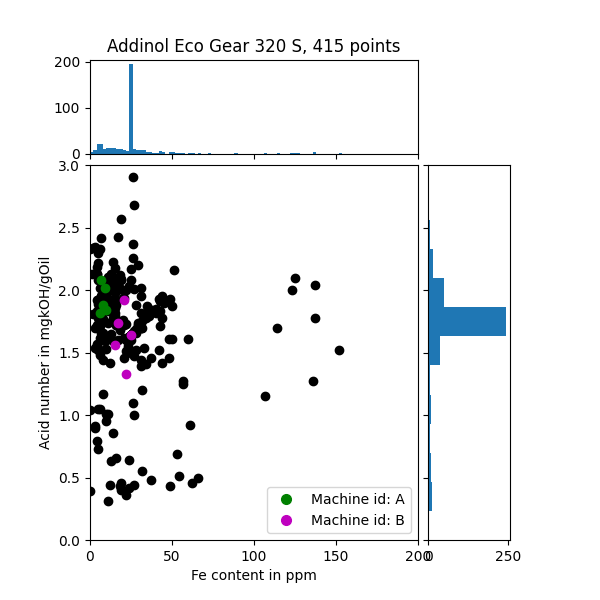 Addinol Eco Gear 320 S, 415 points
200
100
0
3.0
2.5
2.0
1.5
1.0
0.5
0.0
Acid number in mgkOH/gOil
Machine id: A
Machine id: B
0 50 100 150 200
0 250
Fe content in ppm